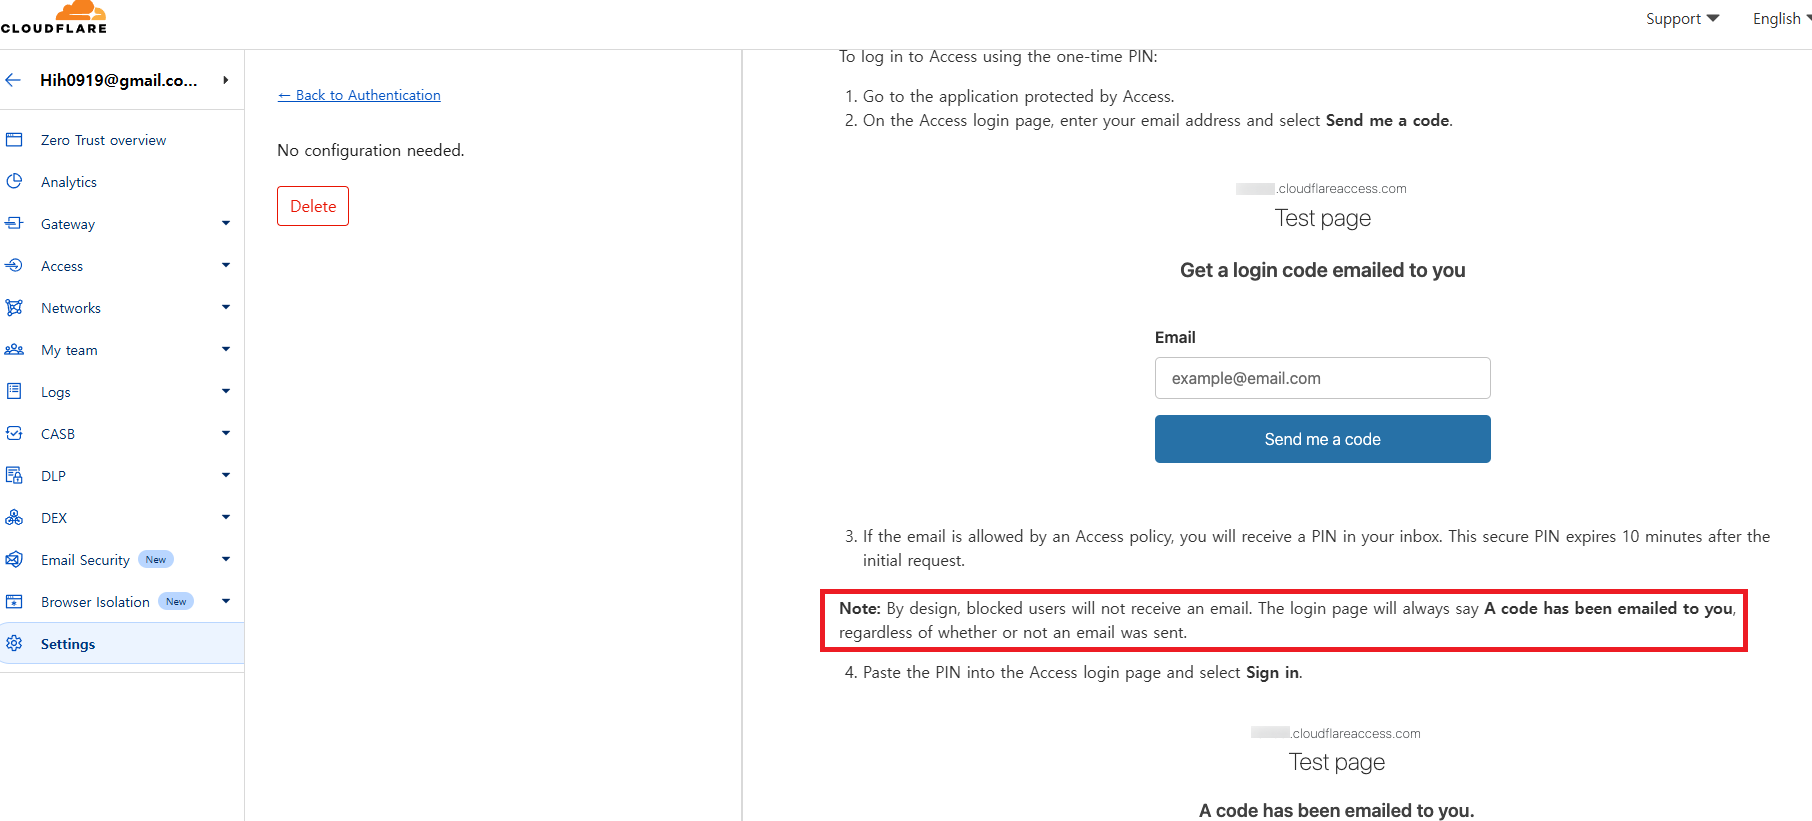 CLOUDFLARE
Support
English
Hih0919@gmail.co...
Zero Trust overview
Analytics
Gateway
Access
Networks
My team
Logs
CASB
DLP
DEX
Email Security New
Browser Isolation New
Settings
← Back to Authentication
No configuration needed.
Delete
To log in to Access using the one-time PIN:
1. Go to the application protected by Access.
2. On the Access login page, enter your email address and select Send me a code.
.cloudflareaccess.com
Test page
Get a login code emailed to you
Email
example@email.com
Send me a code
3. If the email is allowed by an Access policy, you will receive a PIN in your inbox. This secure PIN expires 10 minutes after the
initial request.
Note: By design, blocked users will not receive an email. The login page will always say A code has been emailed to you,
regardless of whether or not an email was sent.
4. Paste the PIN into the Access login page and select Sign in.
.cloudflareaccess.com
Test page
A code has been emailed to you.